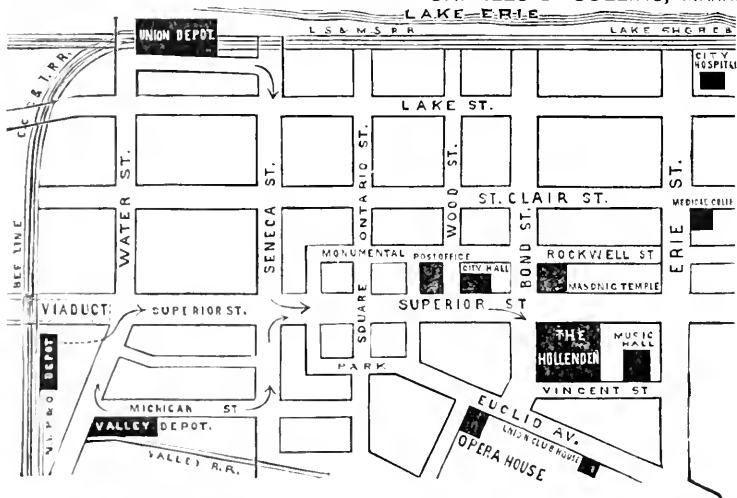 LAKE ERIE
UNION DEPOT.
L S & M S R R
LAKE SHORE
CITY
HOSPITAL
LAKE ST.
WATER ST.
SENECA ST.
ONTARIO ST.
WOOD ST.
ST. CLAIR ST.
BOND ST.
ERIE ST.
BEE LINE
MONUMENTAL
SQUARE
PARK
POSTOFFICE
CITY HALL
ROCKWELL ST
MASONIC TEMPLE
VIADUCT
SUPERIOR ST.
SUPERIOR ST
DEPOT
THE
HOLLENDEN
MUSIC
HALL
VINCENT ST
MICHIGAN ST
VALLEY DEPOT.
VALLEY R.R.
EUCLID AV.
UNION CLUB HOUSE
OPERA HOUSE